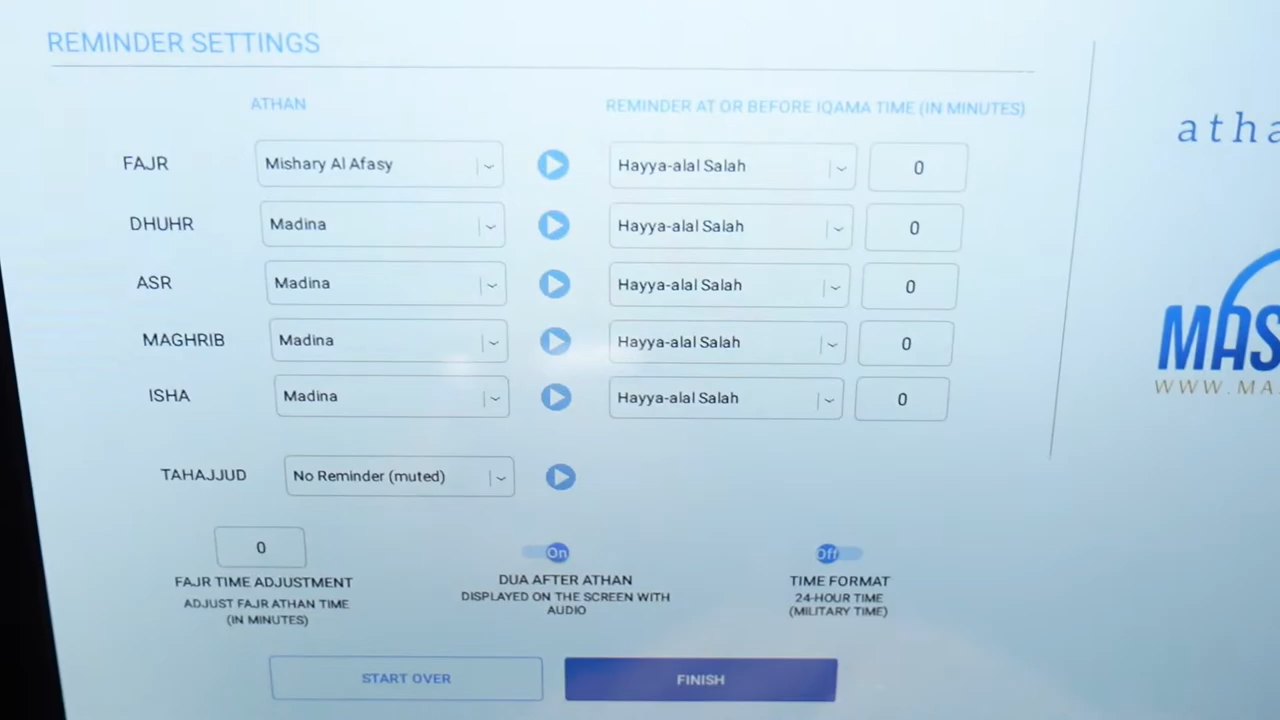 REMINDER SETTINGS
ATHAN REMINDER AT OR BEFORE IQAMA TIME (IN MINUTES)
FAJR Mishary Al Afasy Hayya-alal Salah 0
DHUHR Madina Hayya-alal Salah 0
ASR Madina Hayya-alal Salah 0
MAGHRIB Madina Hayya-alal Salah 0
ISHA Madina Hayya-alal Salah 0
TAHAJJUD No Reminder (muted)
0 On Off
FAJR TIME ADJUSTMENT DUA AFTER ATHAN TIME FORMAT
ADJUST FAJR ATHAN TIME DISPLAYED ON THE SCREEN WITH 24-HOUR TIME
(IN MINUTES) AUDIO (MILITARY TIME)
START OVER FINISH
atha
MAS
WWW.MA